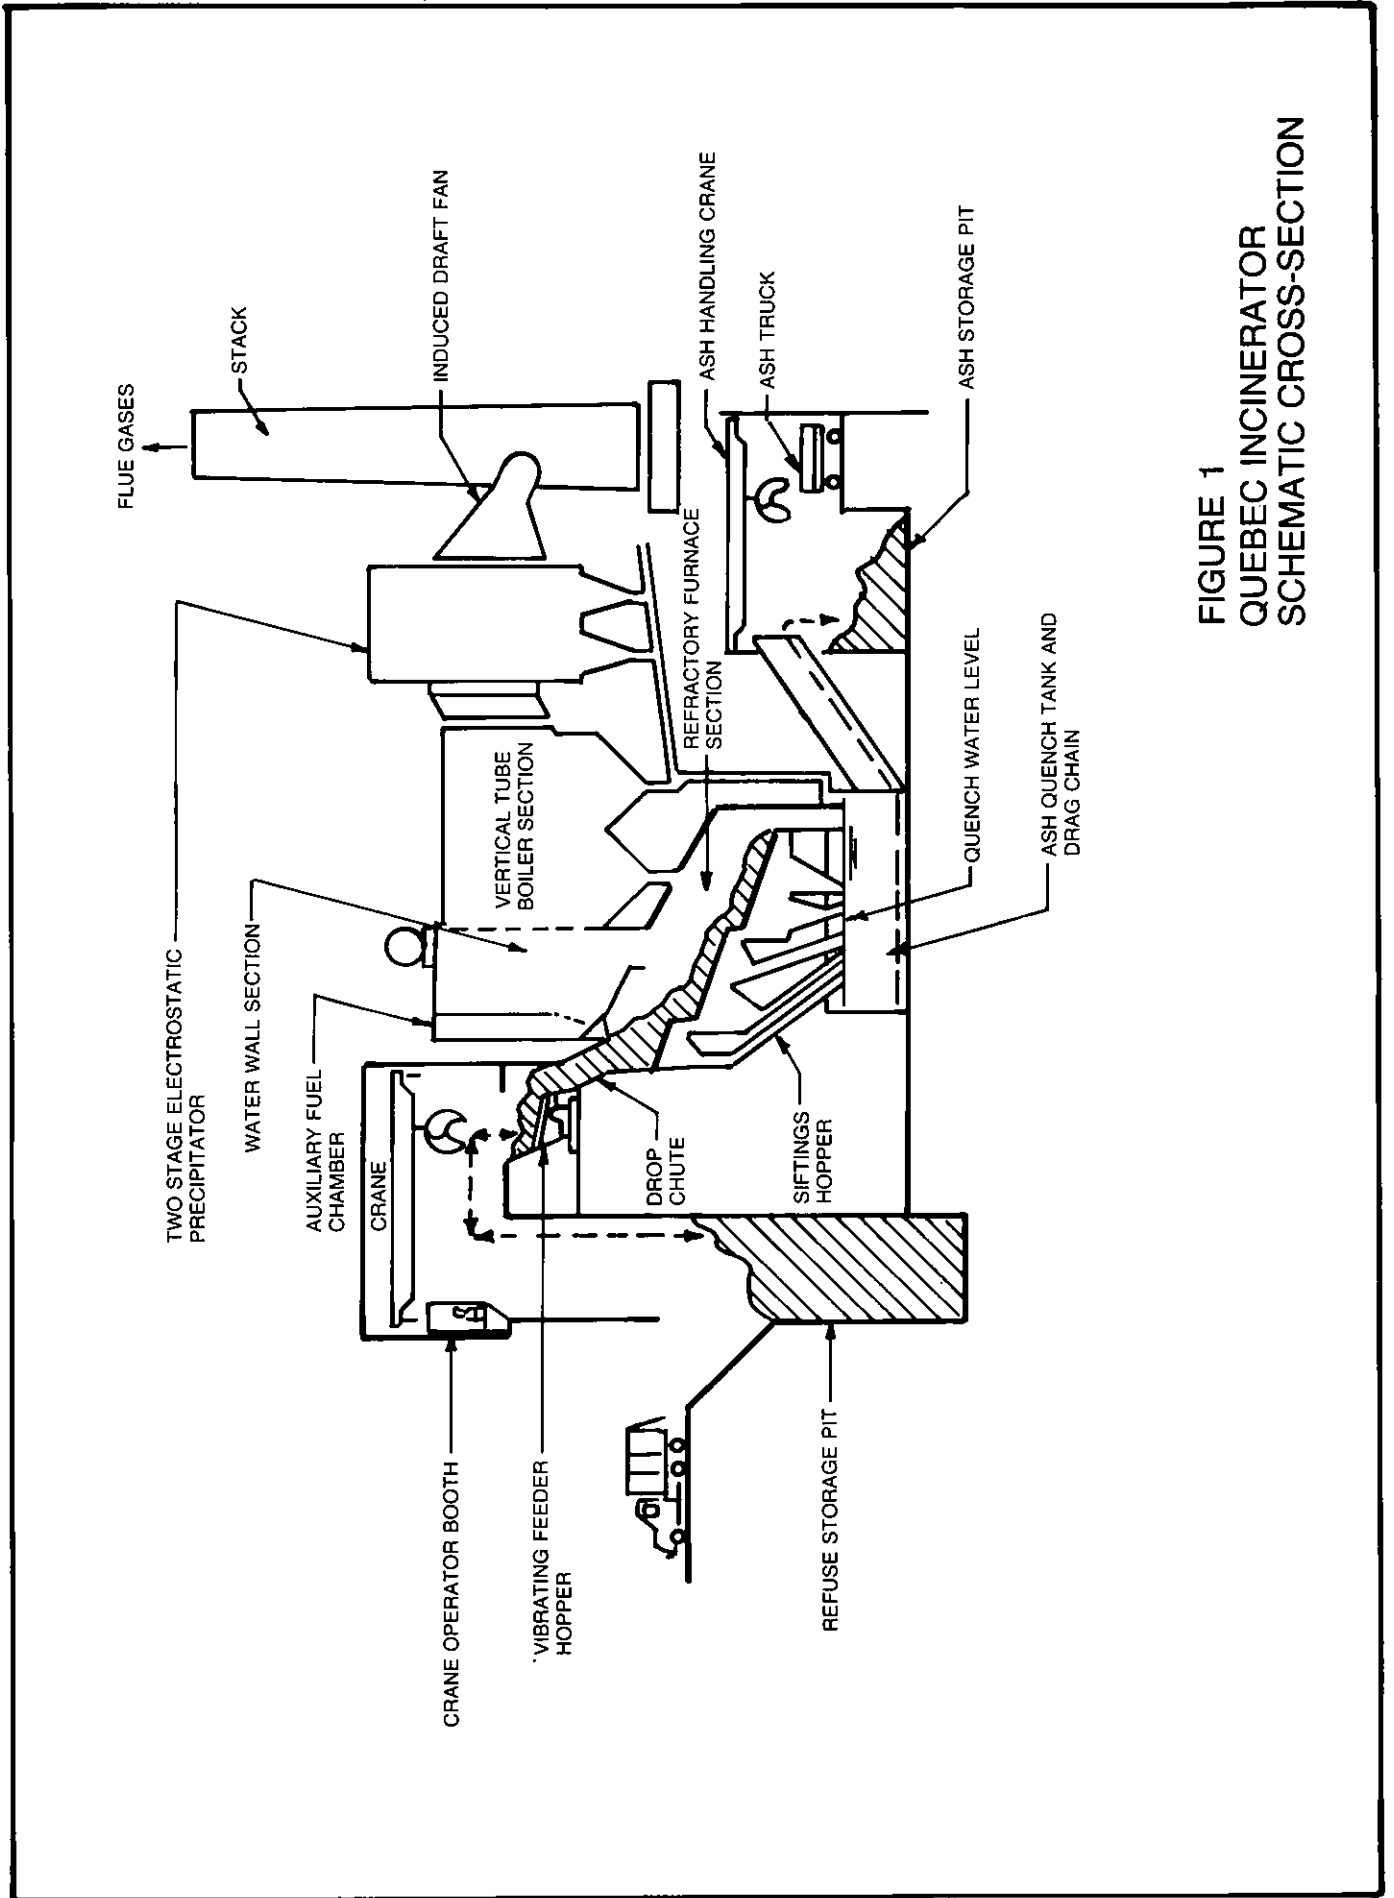 FLUE GASES
STACK
INDUCED DRAFT FAN
TWO STAGE ELECTROSTATIC
PRECIPITATOR
WATER WALL SECTION
AUXILIARY FUEL
CHAMBER
CRANE
CRANE OPERATOR BOOTH
VIBRATING FEEDER
HOPPER
VERTICAL TUBE
BOILER SECTION
REFRACTORY FURNACE
SECTION
ASH HANDLING CRANE
ASH TRUCK
DROP
CHUTE
SIFTINGS
HOPPER
REFUSE STORAGE PIT
ASH STORAGE PIT
QUENCH WATER LEVEL
ASH QUENCH TANK AND
DRAG CHAIN
FIGURE 1
QUEBEC INCINERATOR
SCHEMATIC CROSS-SECTION